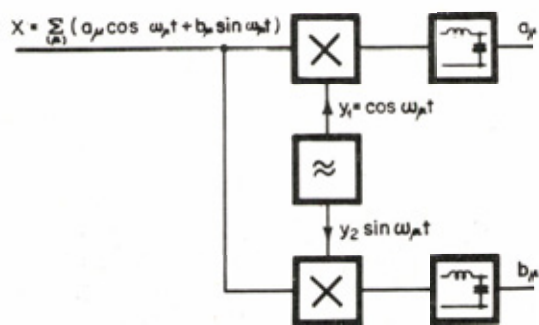 X = Σ (aμ cos ωμt + bμ sin ωμt)
(μ)
aμ
y₁= cos ωμt
≈
y₂ sin ωμt
bμ